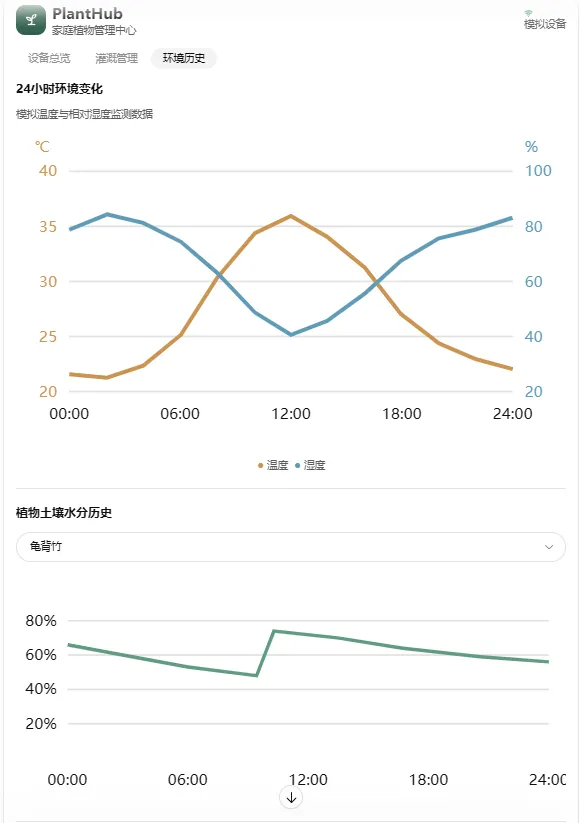 PlantHub
家庭植物管理中心
模拟设备
设备总览 灌溉管理 环境历史
24小时环境变化
模拟温度与相对湿度监测数据
℃ %
40 100
35 80
30 60
25 40
20 20
00:00 06:00 12:00 18:00 24:00
温度 湿度
植物土壤水分历史
龟背竹
80%
60%
40%
20%
00:00 06:00 12:00 18:00 24:00